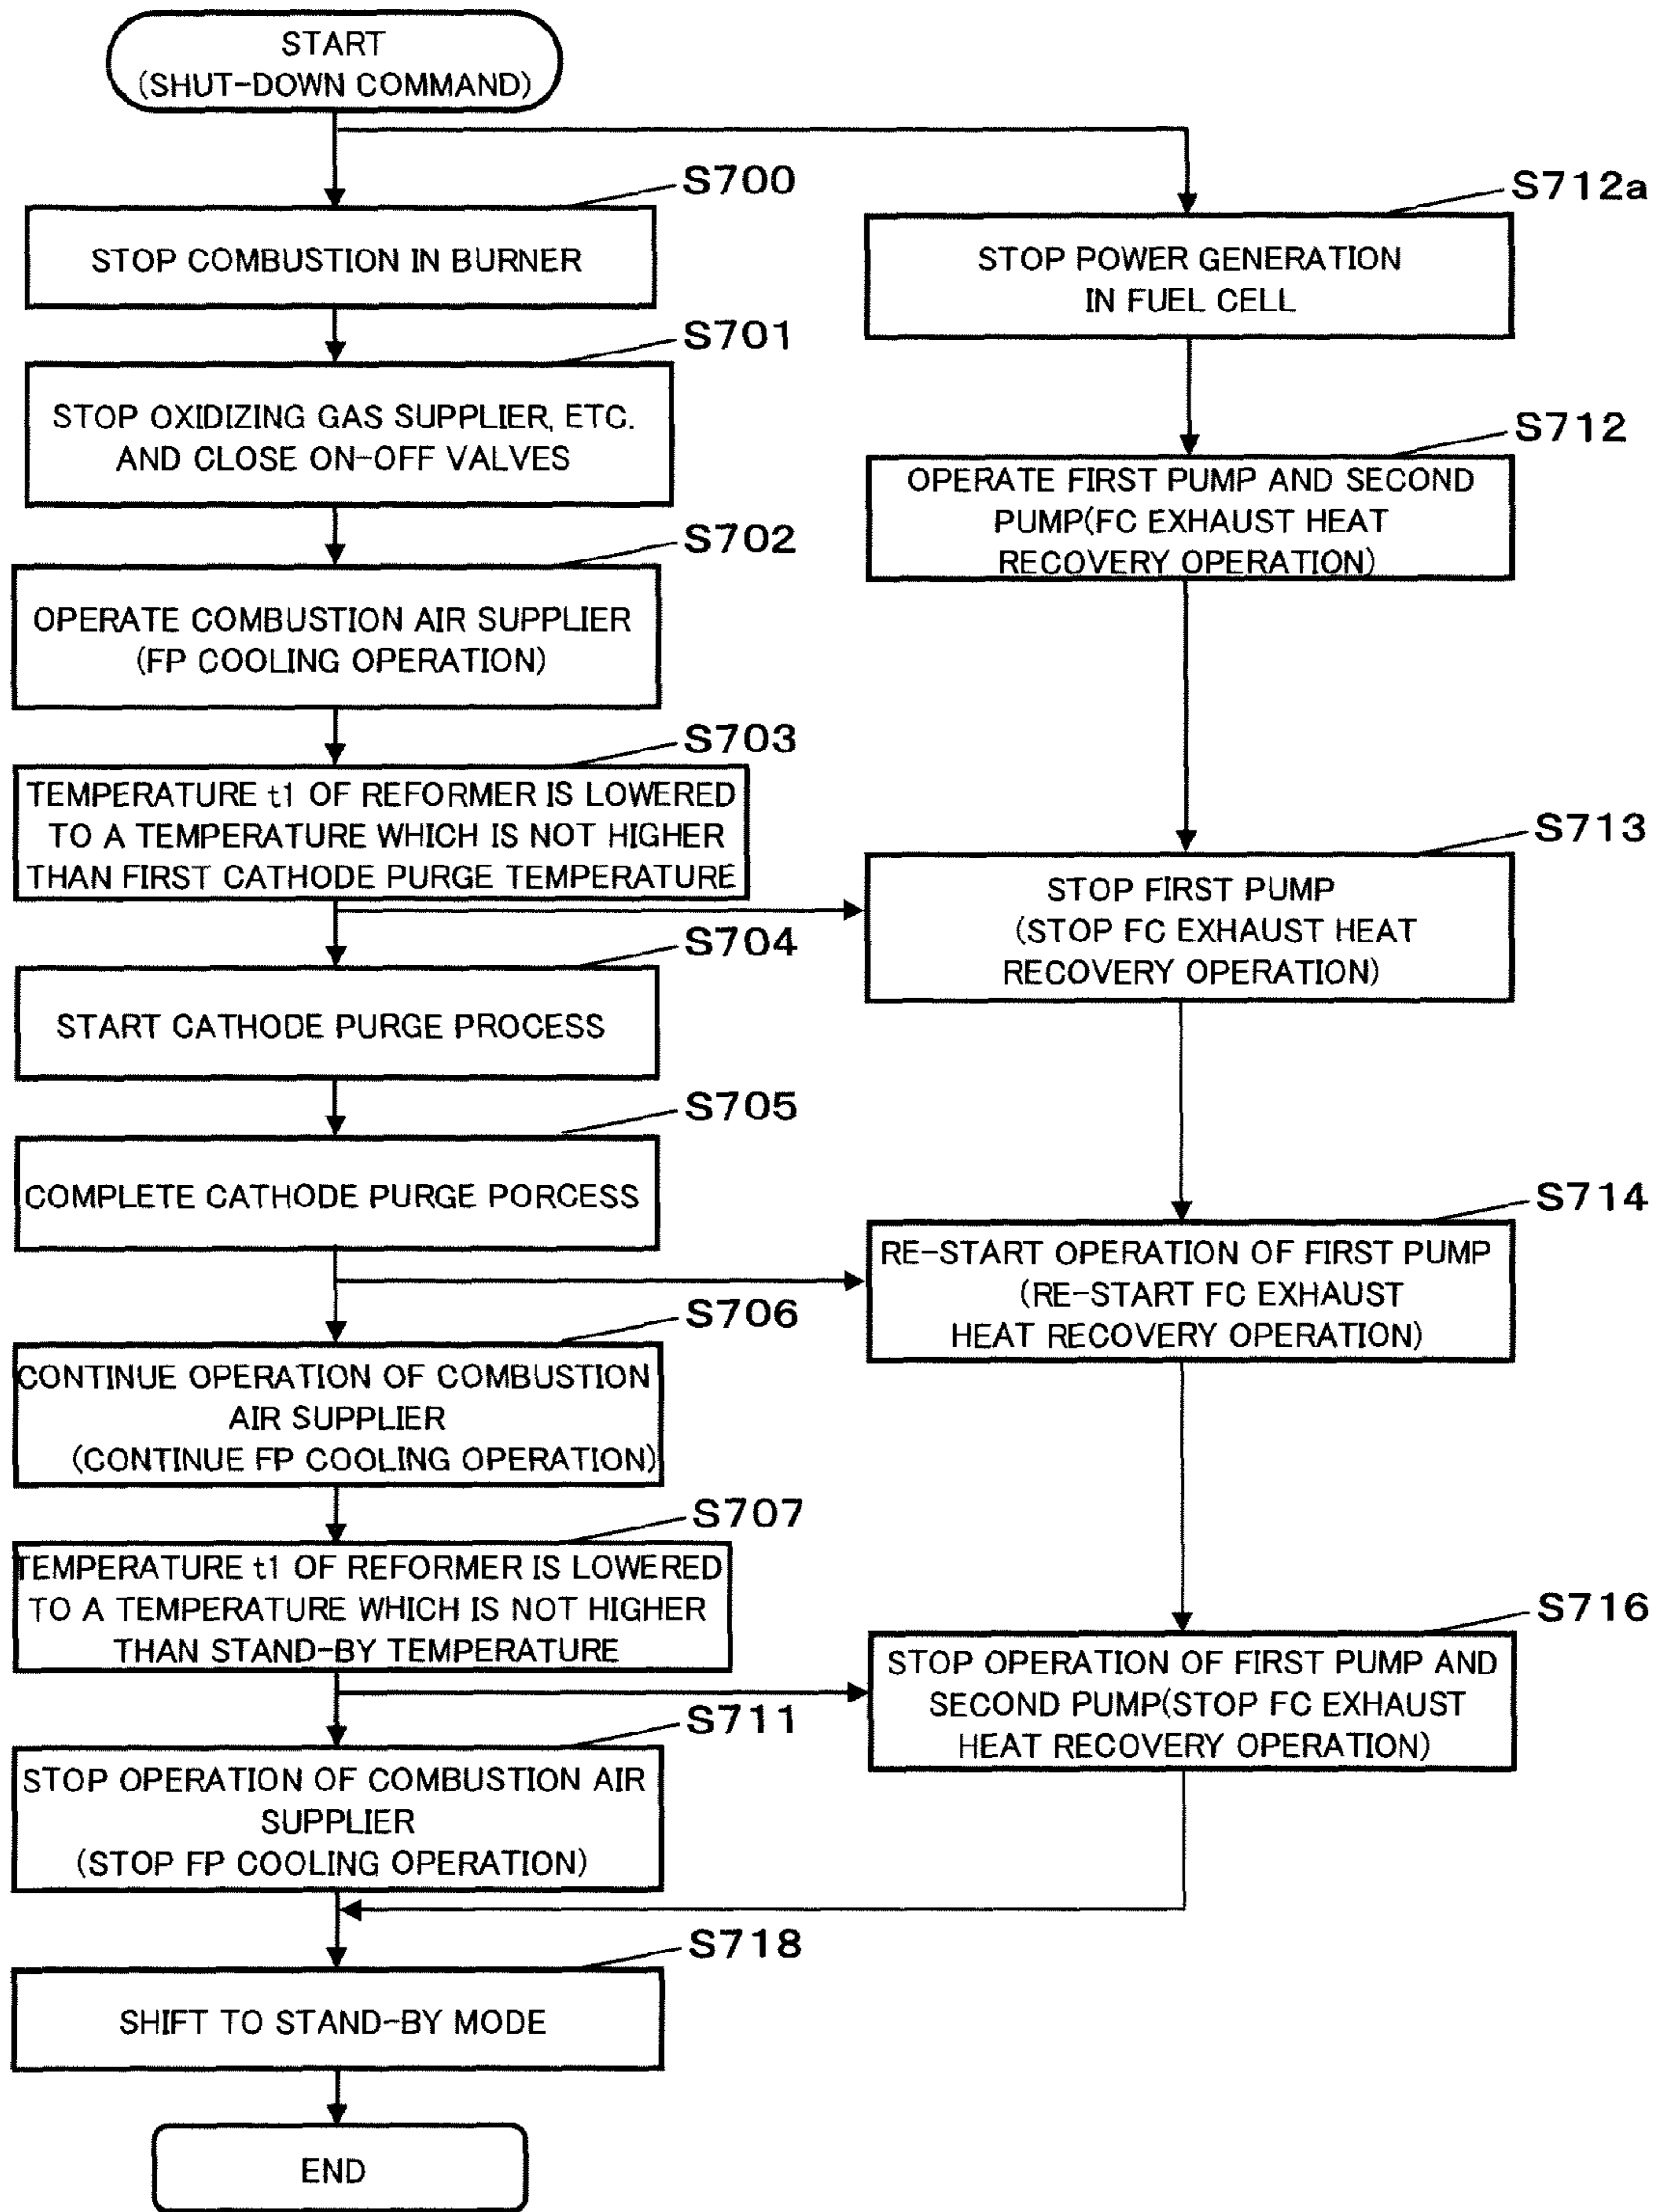 START
(SHUT-DOWN COMMAND)
S700
STOP COMBUSTION IN BURNER
S701
STOP OXIDIZING GAS SUPPLIER, ETC.
AND CLOSE ON-OFF VALVES
S702
OPERATE COMBUSTION AIR SUPPLIER
(FP COOLING OPERATION)
S703
TEMPERATURE t1 OF REFORMER IS LOWERED
TO A TEMPERATURE WHICH IS NOT HIGHER
THAN FIRST CATHODE PURGE TEMPERATURE
S704
START CATHODE PURGE PROCESS
S705
COMPLETE CATHODE PURGE PORCESS
S706
CONTINUE OPERATION OF COMBUSTION
AIR SUPPLIER
(CONTINUE FP COOLING OPERATION)
S707
TEMPERATURE t1 OF REFORMER IS LOWERED
TO A TEMPERATURE WHICH IS NOT HIGHER
THAN STAND-BY TEMPERATURE
S711
STOP OPERATION OF COMBUSTION AIR
SUPPLIER
(STOP FP COOLING OPERATION)
S712a
STOP POWER GENERATION
IN FUEL CELL
S712
OPERATE FIRST PUMP AND SECOND
PUMP(FC EXHAUST HEAT
RECOVERY OPERATION)
S713
STOP FIRST PUMP
(STOP FC EXHAUST HEAT
RECOVERY OPERATION)
S714
RE-START OPERATION OF FIRST PUMP
(RE-START FC EXHAUST
HEAT RECOVERY OPERATION)
S716
STOP OPERATION OF FIRST PUMP AND
SECOND PUMP(STOP FC EXHAUST
HEAT RECOVERY OPERATION)
S718
SHIFT TO STAND-BY MODE
END